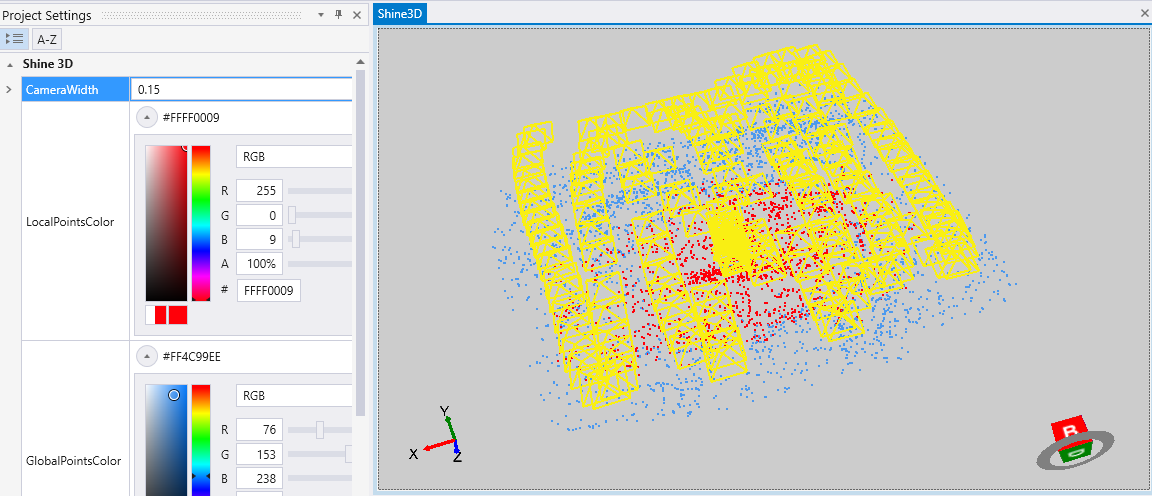 Project Settings
A-Z
Shine 3D
CameraWidth
0.15
LocalPointsColor
#FFFF0009
RGB
R
255
G
0
B
9
A
100%
#
FFFF0009
GlobalPointsColor
#FF4C99EE
RGB
R
76
G
153
B
238
Shine3D
Y
X
Z
R